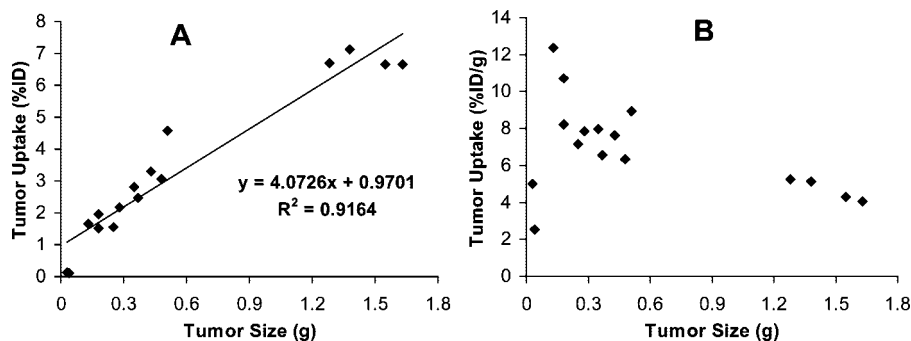 A
Tumor Uptake (%ID)
8
7
6
5
4
3
2
1
0
y = 4.0726x + 0.9701
R² = 0.9164
0 0.3 0.6 0.9 1.2 1.5 1.8
Tumor Size (g)
B
Tumor Uptake (%ID/g)
14
12
10
8
6
4
2
0
0 0.3 0.6 0.9 1.2 1.5 1.8
Tumor Size (g)